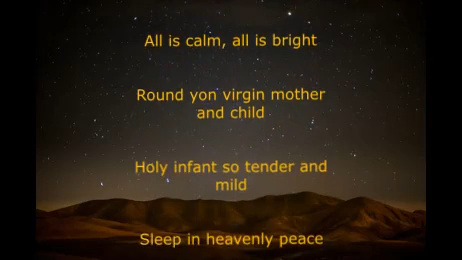 All is calm, all is bright
Round yon virgin mother
and child
Holy infant so tender and
mild
Sleep in heavenly peace